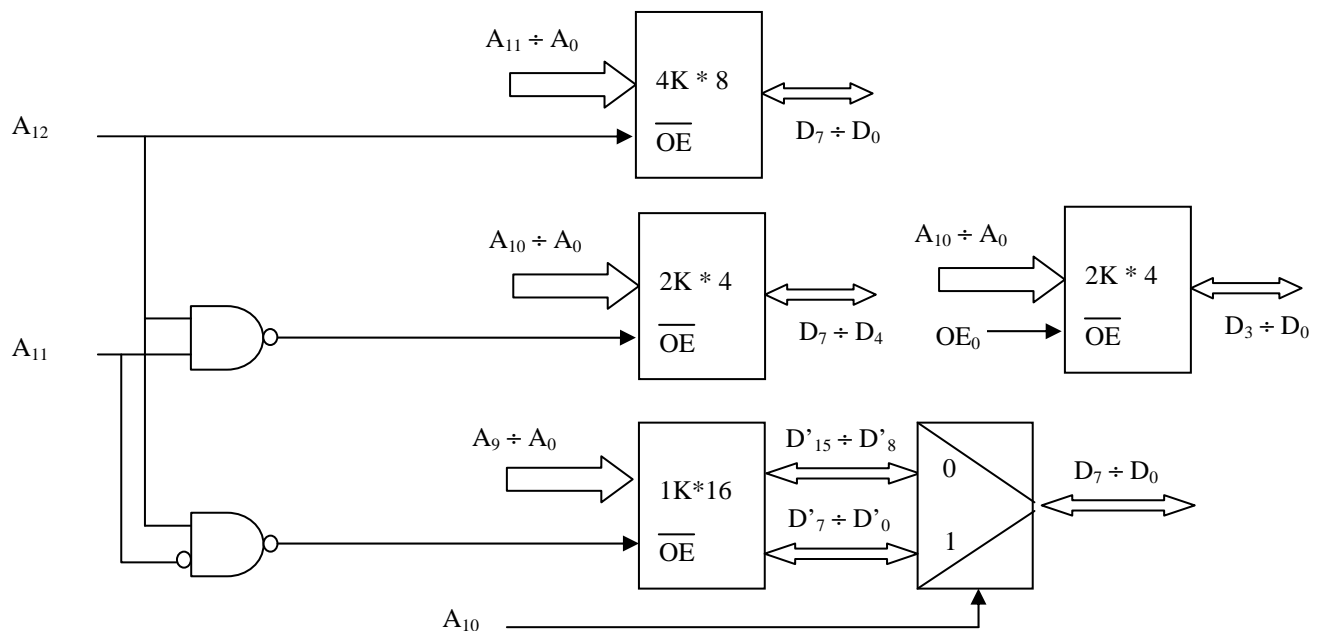 A₁₁ ÷ A₀
4K * 8
A₁₂
OE
D₇ ÷ D₀
A₁₀ ÷ A₀
2K * 4
OE
D₇ ÷ D₄
A₁₀ ÷ A₀
2K * 4
OE₀
OE
D₃ ÷ D₀
A₁₁
A₉ ÷ A₀
1K*16
OE
D’₁₅ ÷ D’₈
0
D’₇ ÷ D’₀
1
D₇ ÷ D₀
A₁₀